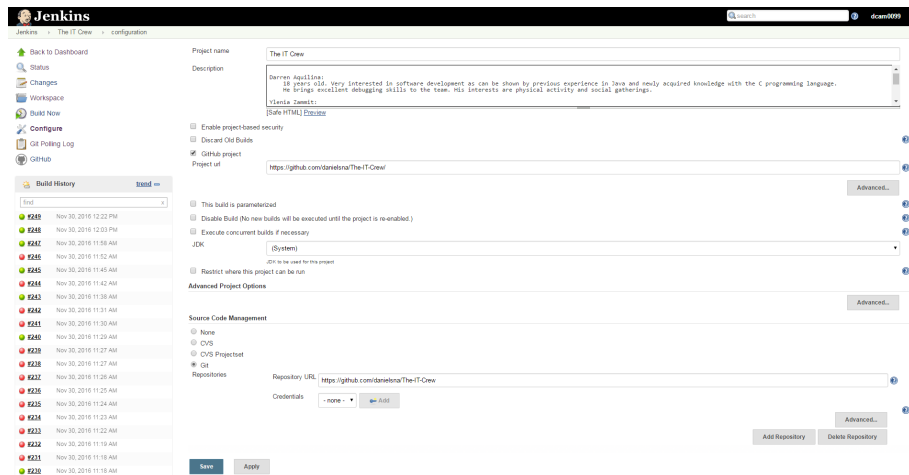 Jenkins
search
dcam0099
Jenkins
The IT Crew
configuration
Back to Dashboard
Status
Changes
Workspace
Build Now
Configure
Git Polling Log
GitHub
Build History
trend
find
x
#249 Nov 30, 2016 12:22 PM
#248 Nov 30, 2016 12:03 PM
#247 Nov 30, 2016 11:58 AM
#246 Nov 30, 2016 11:52 AM
#245 Nov 30, 2016 11:45 AM
#244 Nov 30, 2016 11:42 AM
#243 Nov 30, 2016 11:38 AM
#242 Nov 30, 2016 11:31 AM
#241 Nov 30, 2016 11:30 AM
#240 Nov 30, 2016 11:29 AM
#239 Nov 30, 2016 11:27 AM
#238 Nov 30, 2016 11:27 AM
#237 Nov 30, 2016 11:26 AM
#236 Nov 30, 2016 11:25 AM
#235 Nov 30, 2016 11:24 AM
#234 Nov 30, 2016 11:23 AM
#233 Nov 30, 2016 11:22 AM
#232 Nov 30, 2016 11:19 AM
#231 Nov 30, 2016 11:18 AM
#230 Nov 30, 2016 11:18 AM
Project name
The IT Crew
Description
Darren Aquilina:
18 years old. Very interested in software development as can be shown by previous experience in Java and newly acquired knowledge with the C programming language.
He brings excellent debugging skills to the team. His interests are physical activity and social gatherings.
Ylenia Zammit:
[Safe HTML] Preview
Enable project-based security
Discard Old Builds
GitHub project
Project url
https://github.com/danielsna/The-IT-Crew/
Advanced...
This build is parameterized
Disable Build (No new builds will be executed until the project is re-enabled.)
Execute concurrent builds if necessary
JDK
(System)
JDK to be used for this project
Restrict where this project can be run
Advanced Project Options
Advanced...
Source Code Management
None
CVS
CVS Projectset
Git
Repositories
Repository URL
https://github.com/danielsna/The-IT-Crew
Credentials
- none -
Add
Advanced...
Add Repository
Delete Repository
Save
Apply